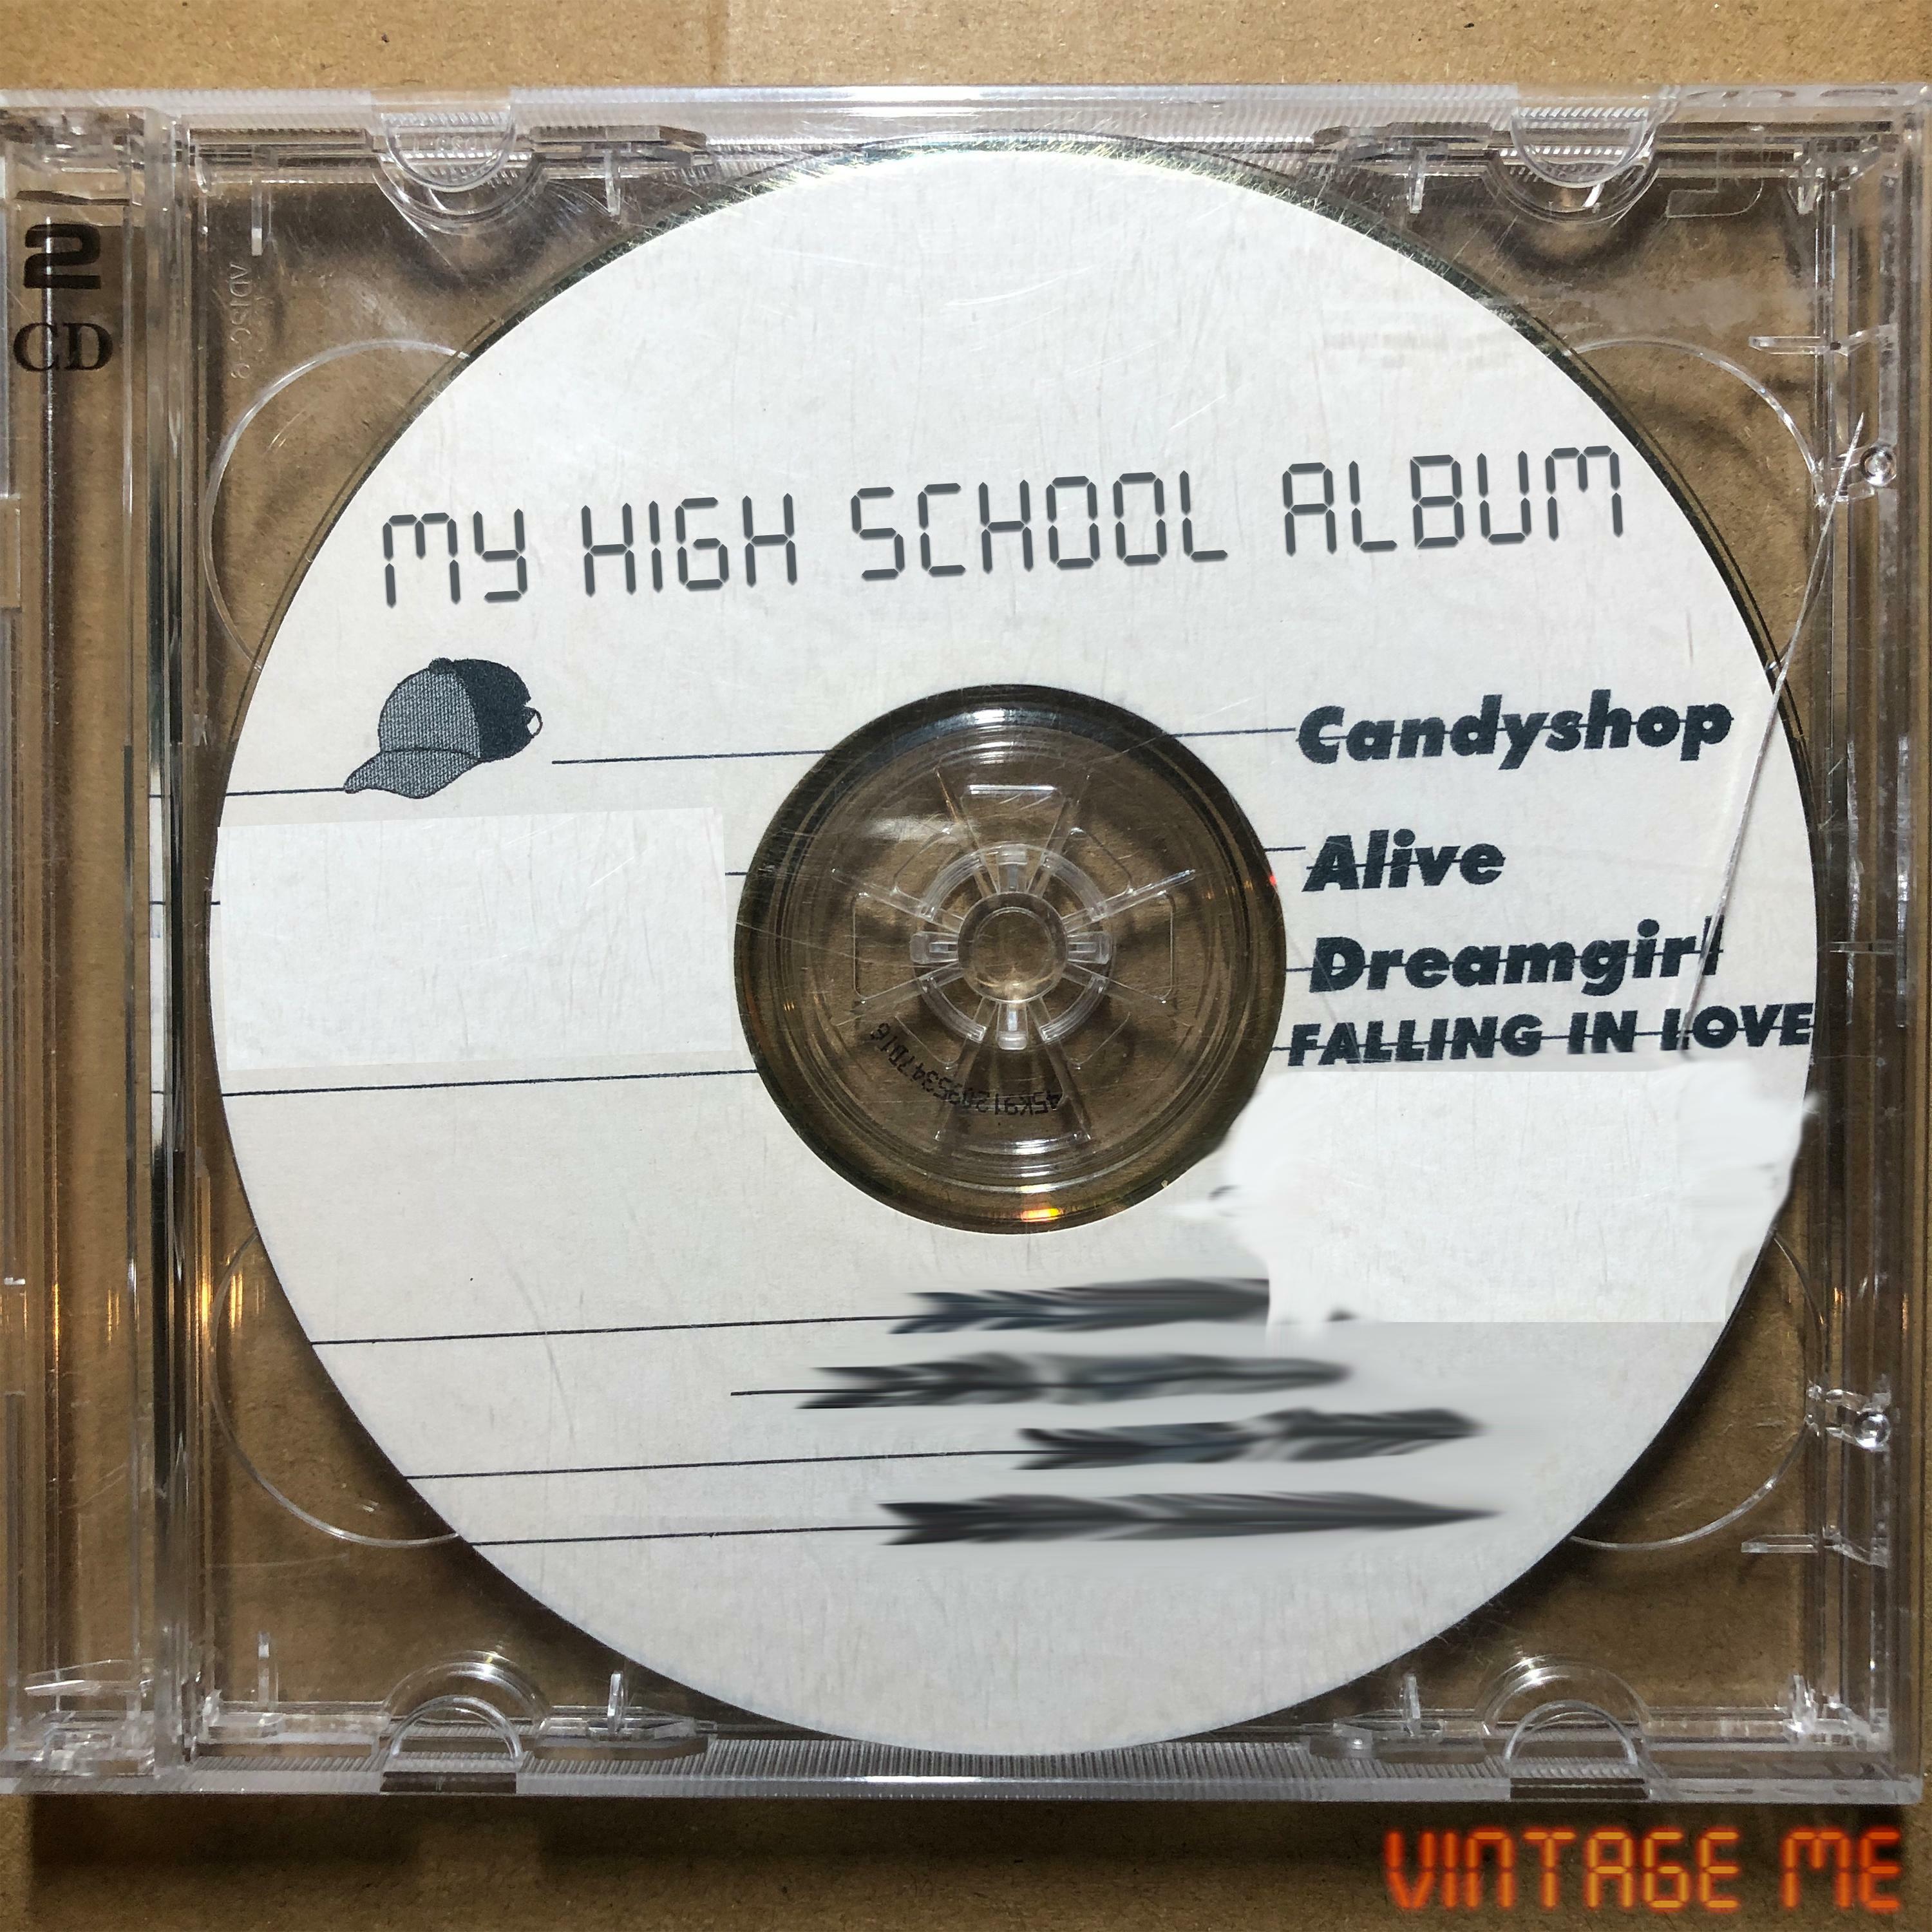 2
CD
MY HIGH SCHOOL ALBUM
Candyshop
Alive
Dreamgirl
FALLING IN LOVE
VINTAGE ME